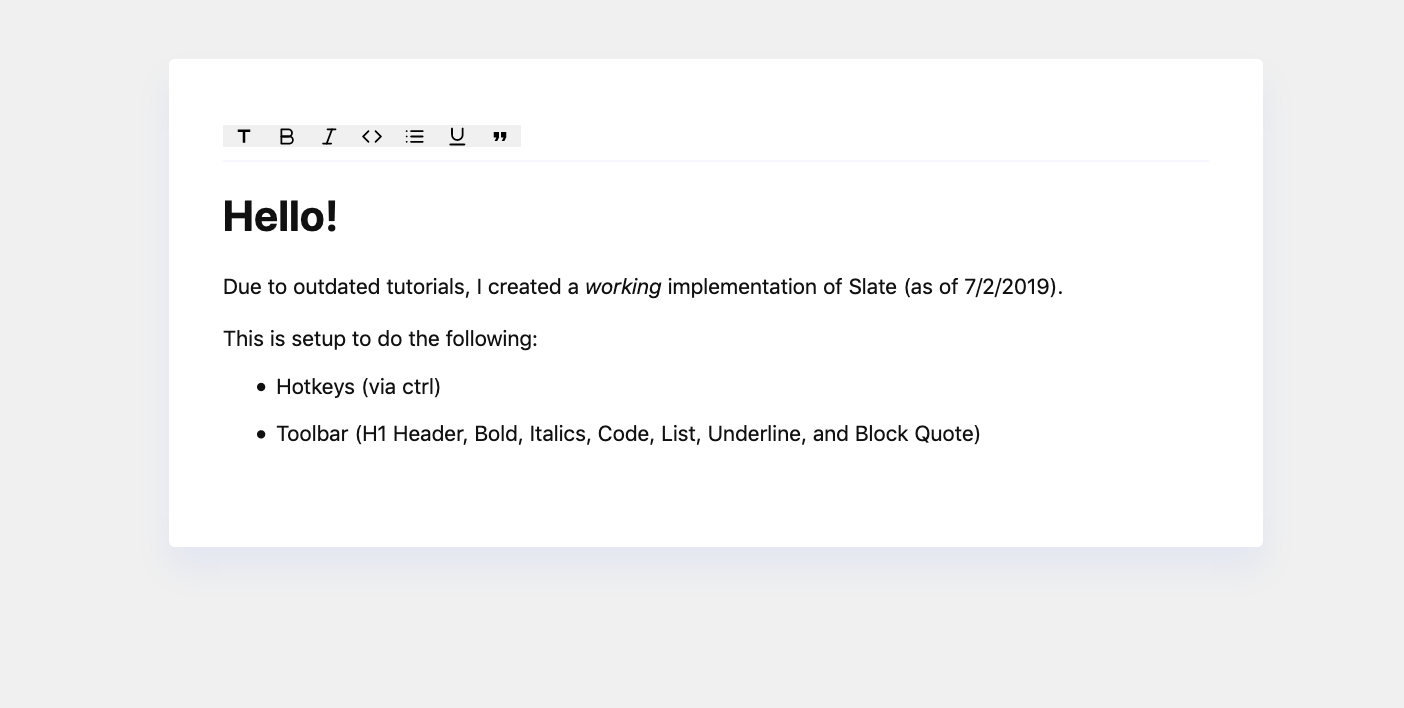 T B I <> U ”
Hello!
Due to outdated tutorials, I created a working implementation of Slate (as of 7/2/2019).
This is setup to do the following:
• Hotkeys (via ctrl)
• Toolbar (H1 Header, Bold, Italics, Code, List, Underline, and Block Quote)